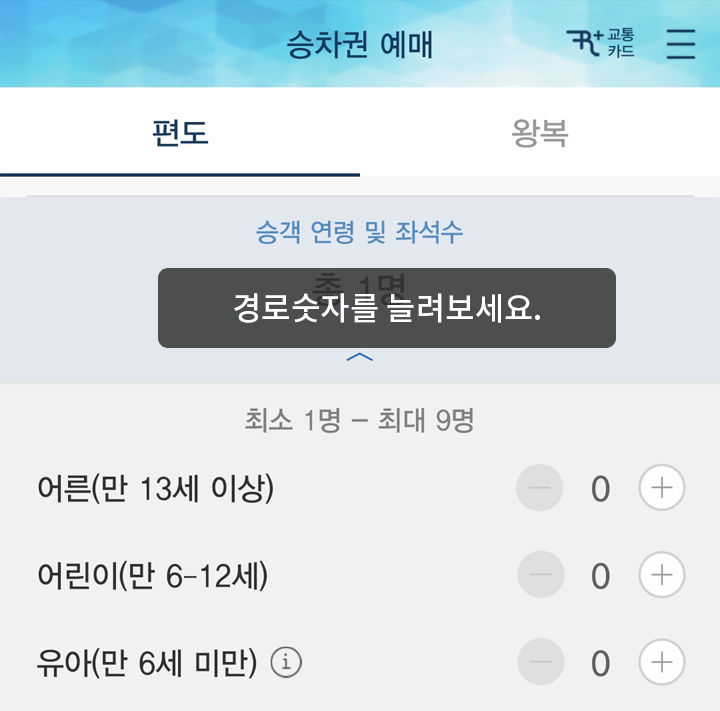 승차권 예매
R+ 교통
카드
편도 왕복
승객 연령 및 좌석수
총 1명
경로숫자를 늘려보세요.
최소 1명 - 최대 9명
어른(만 13세 이상) 0
어린이(만 6-12세) 0
유아(만 6세 미만) 0